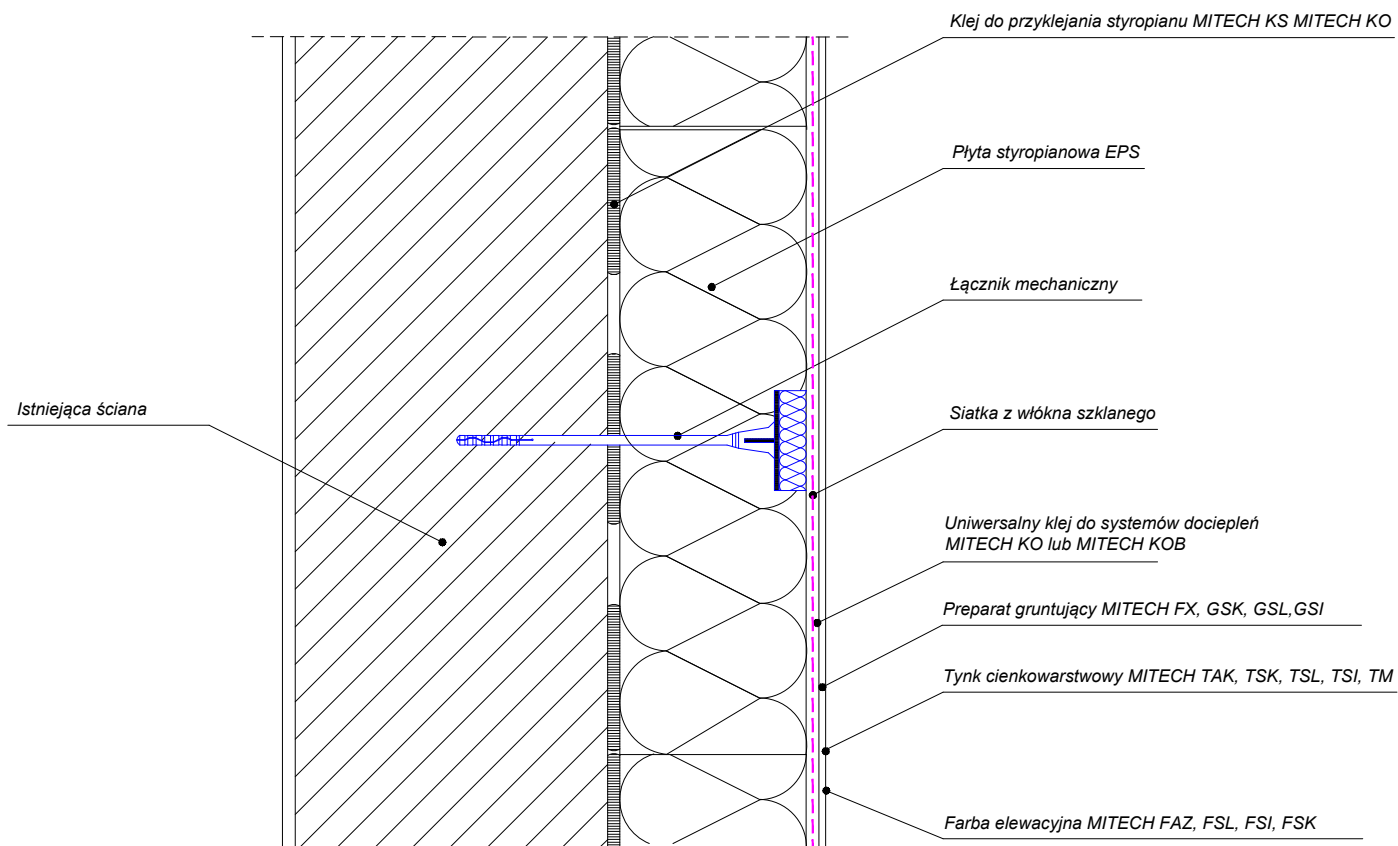 Klej do przyklejania styropianu MITECH KS MITECH KO
Płyta styropianowa EPS
Łącznik mechaniczny
Istniejąca ściana
Siatka z włókna szklanego
Uniwersalny klej do systemów dociepleń
MITECH KO lub MITECH KOB
Preparat gruntujący MITECH FX, GSK, GSL,GSI
Tynk cienkowarstwowy MITECH TAK, TSK, TSL, TSI, TM
Farba elewacyjna MITECH FAZ, FSL, FSI, FSK